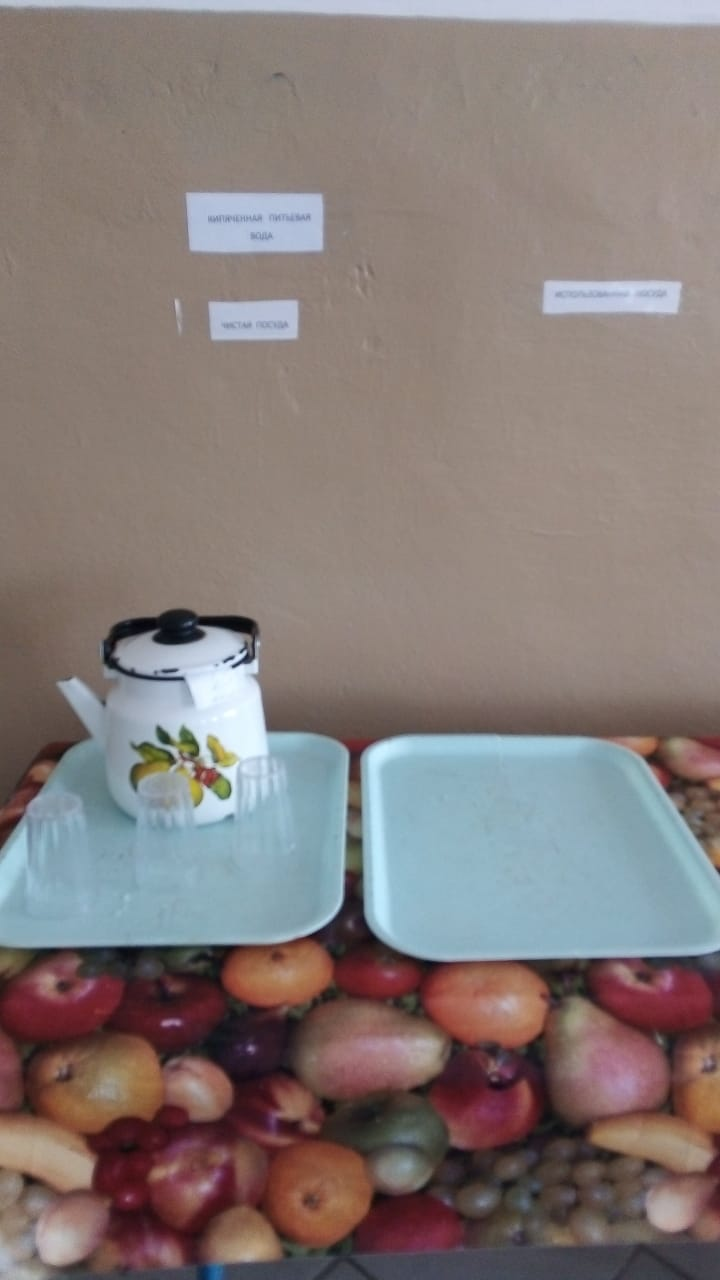 КИПЯЧЕННАЯ ПИТЬЕВАЯ
ВОДА
ЧИСТАЯ ПОСУДА
ИСПОЛЬЗОВАННАЯ ПОСУДА